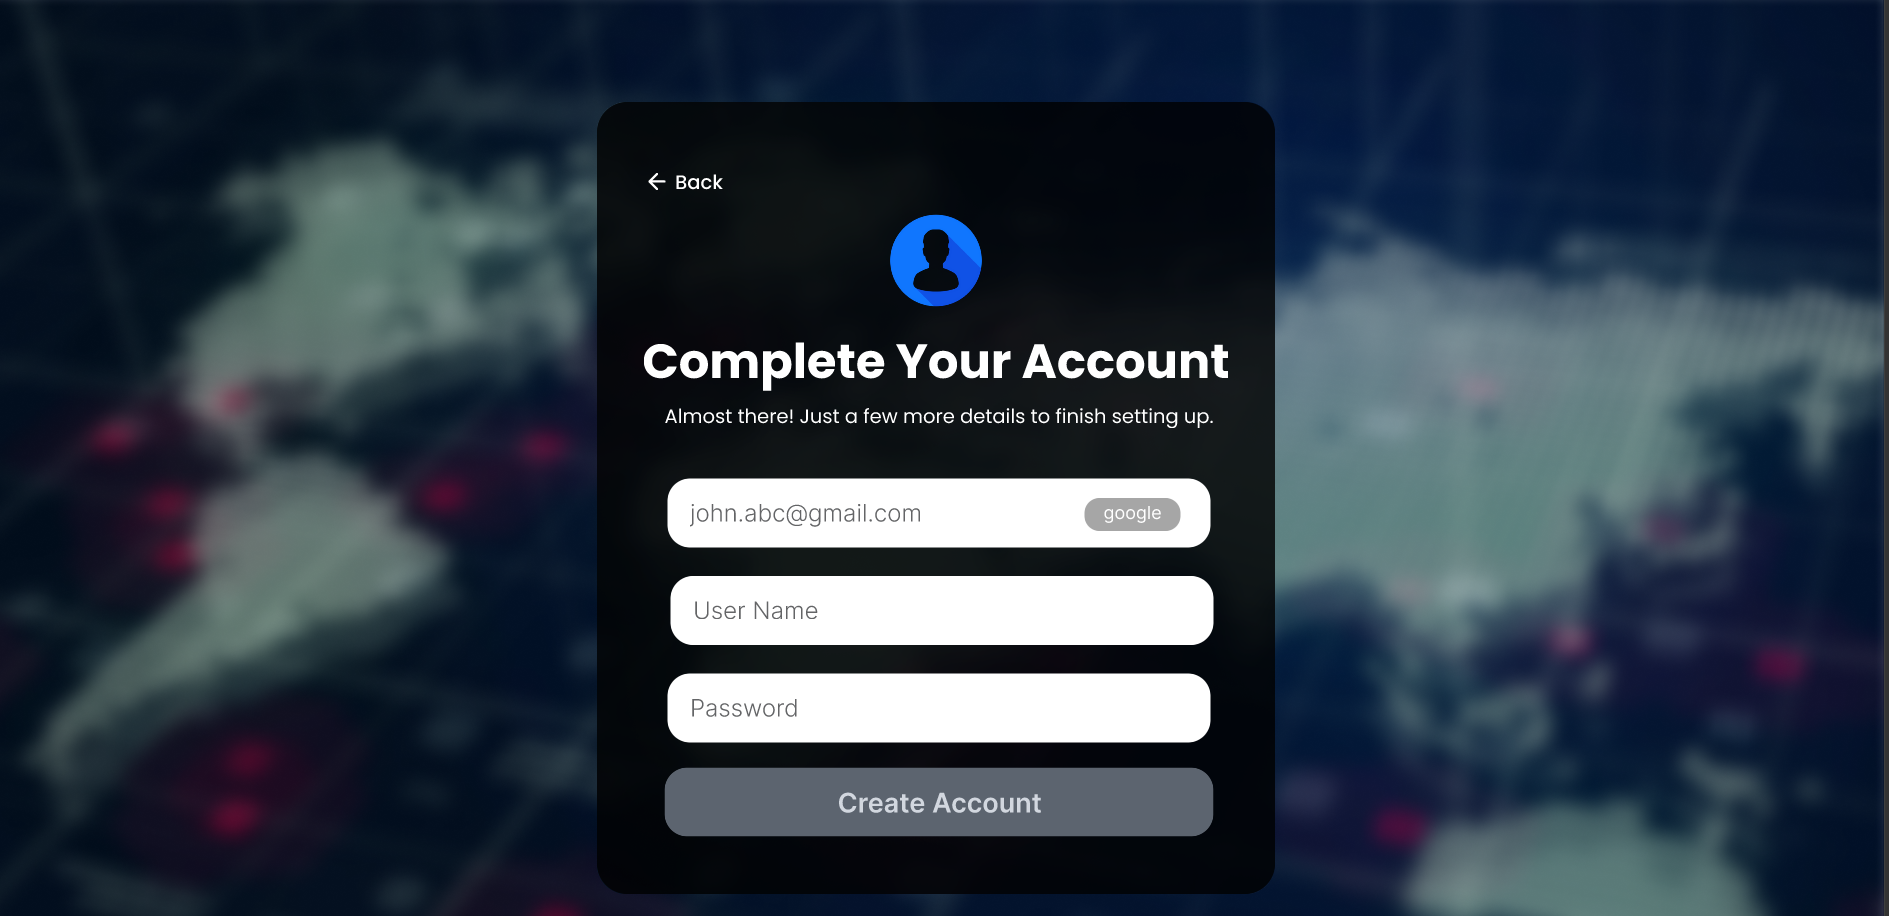 Back
Complete Your Account
Almost there! Just a few more details to finish setting up.
john.abc@gmail.com google
User Name
Password
Create Account